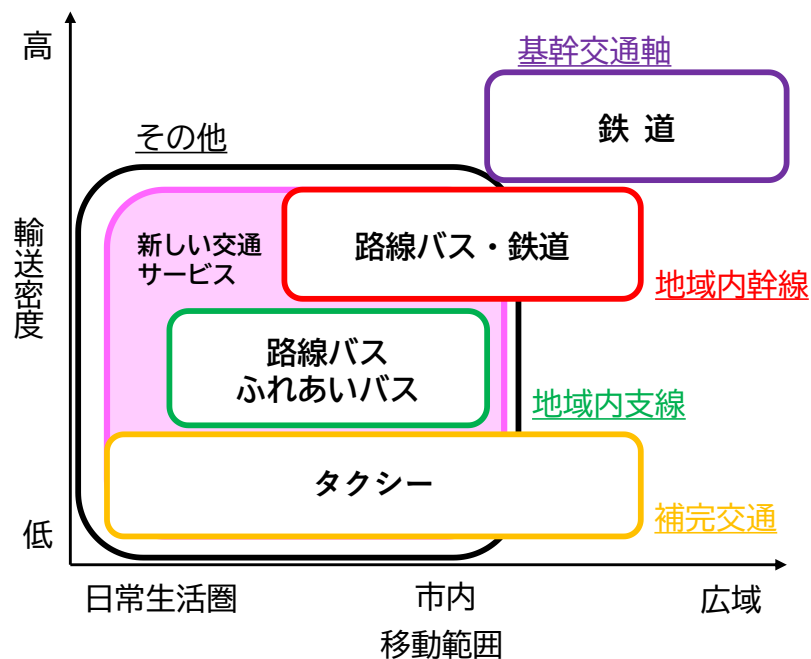 高
基幹交通軸
鉄 道
その他
新しい交通
サービス
路線バス・鉄道
輸送密度
地域内幹線
路線バス
ふれあいバス
地域内支線
タクシー
補完交通
低
日常生活圏
市内
広域
移動範囲